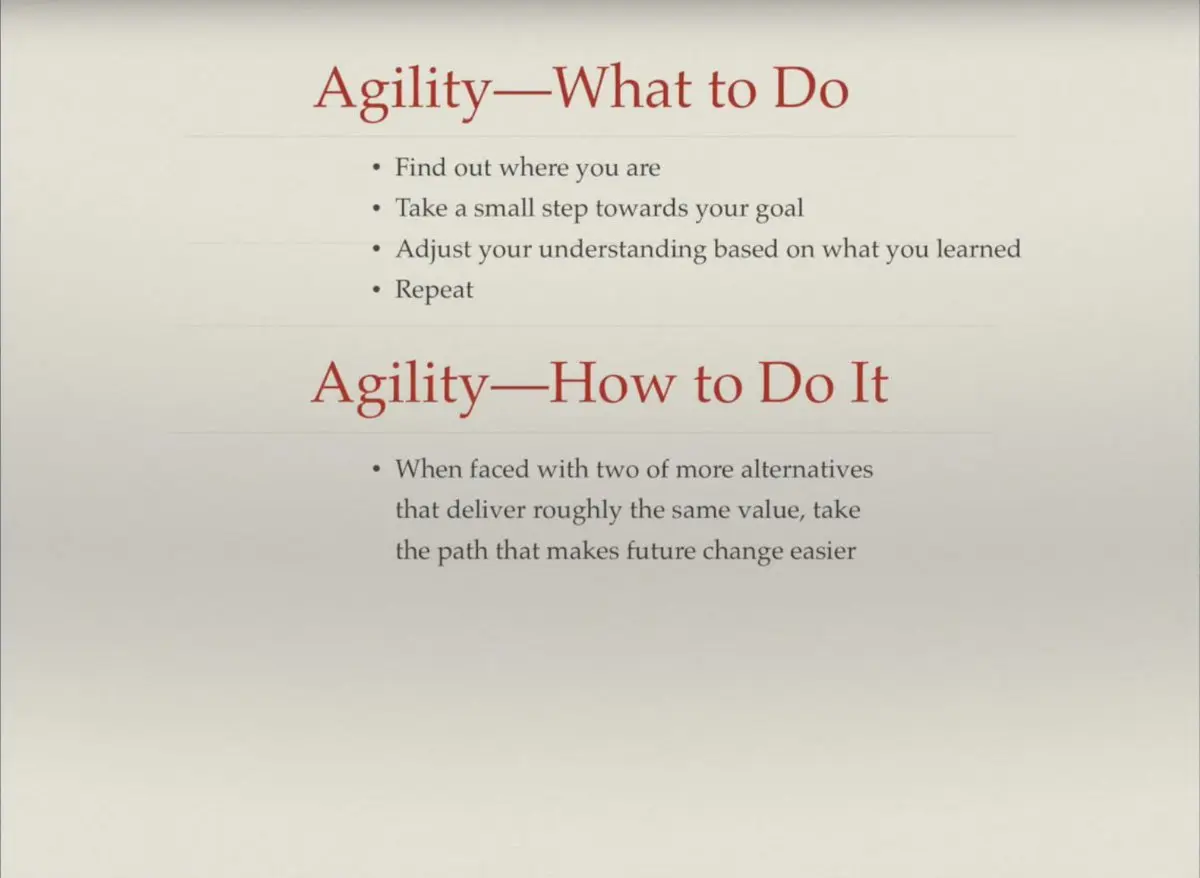 Agility—What to Do
• Find out where you are
• Take a small step towards your goal
• Adjust your understanding based on what you learned
• Repeat
Agility—How to Do It
• When faced with two of more alternatives
that deliver roughly the same value, take
the path that makes future change easier